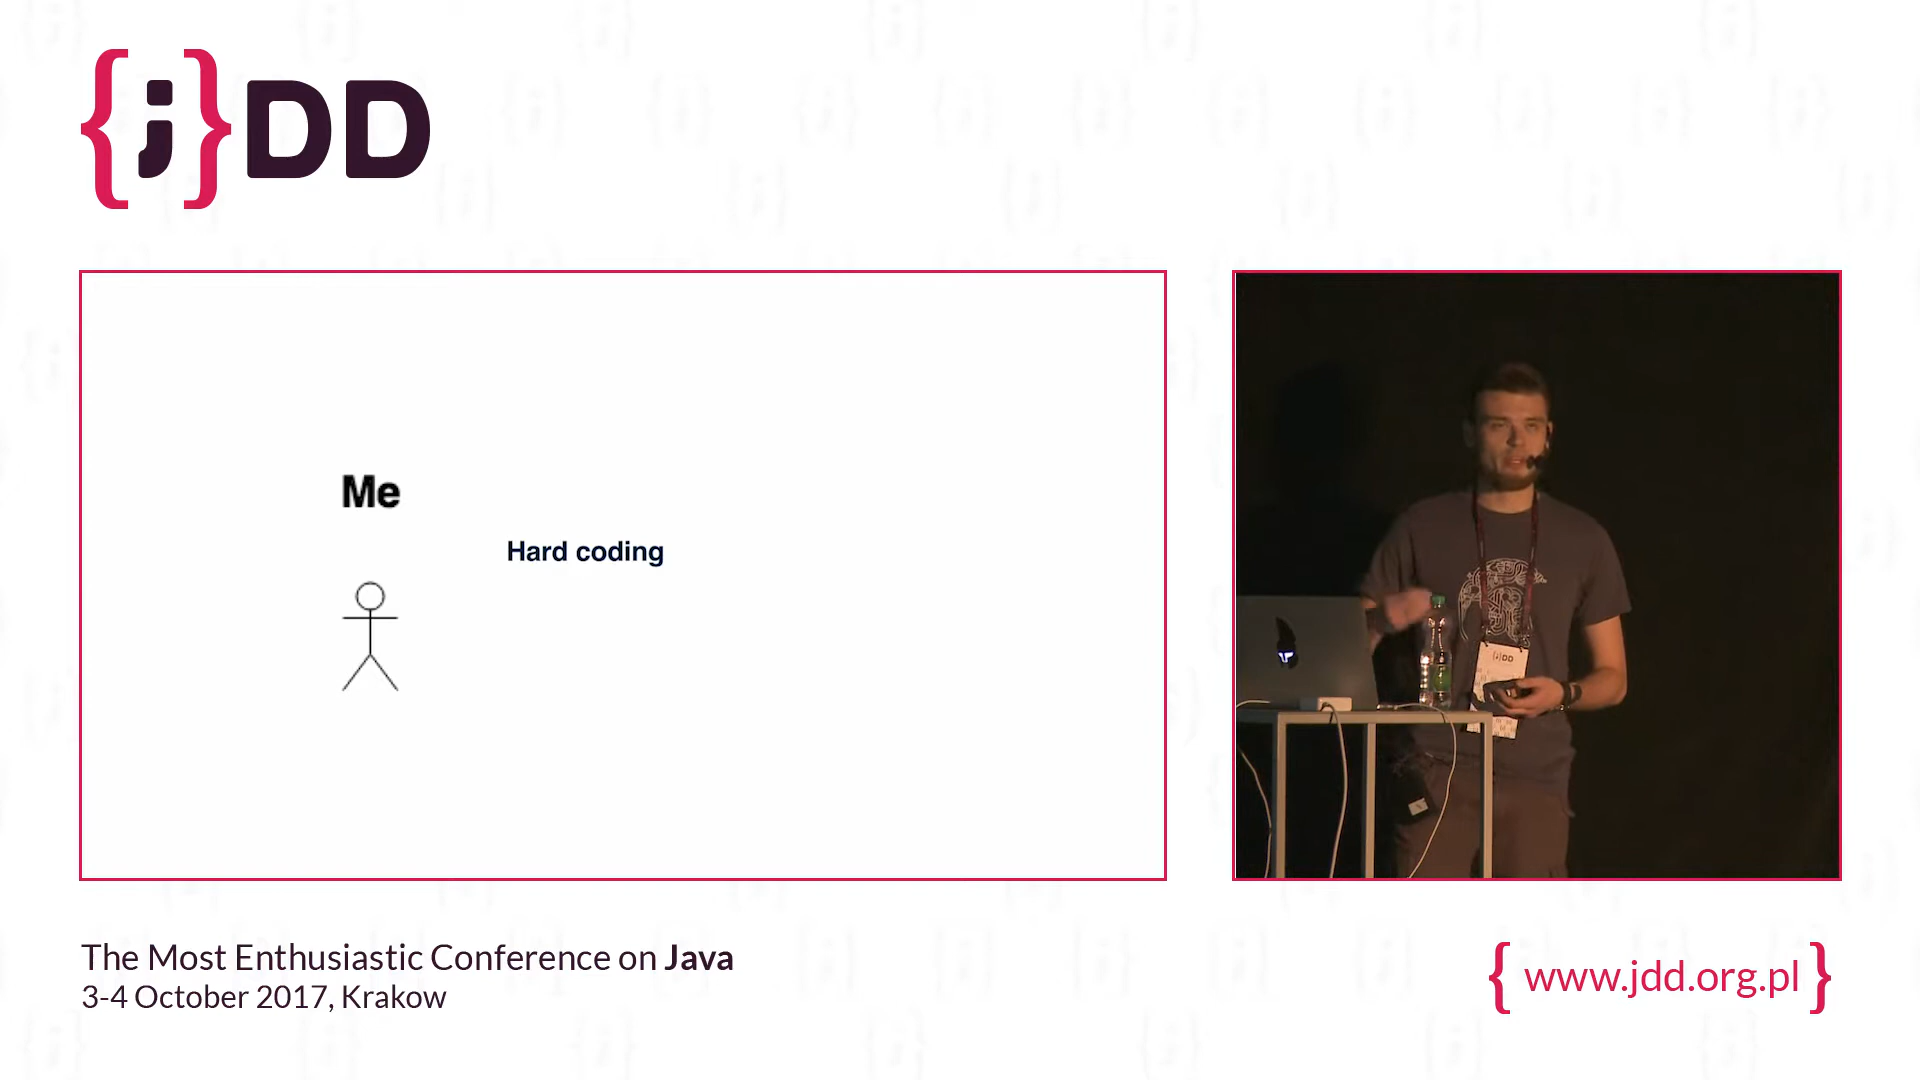 {;}DD
Me
Hard coding
{;}DD
The Most Enthusiastic Conference on Java
3-4 October 2017, Krakow
{ www.jdd.org.pl }